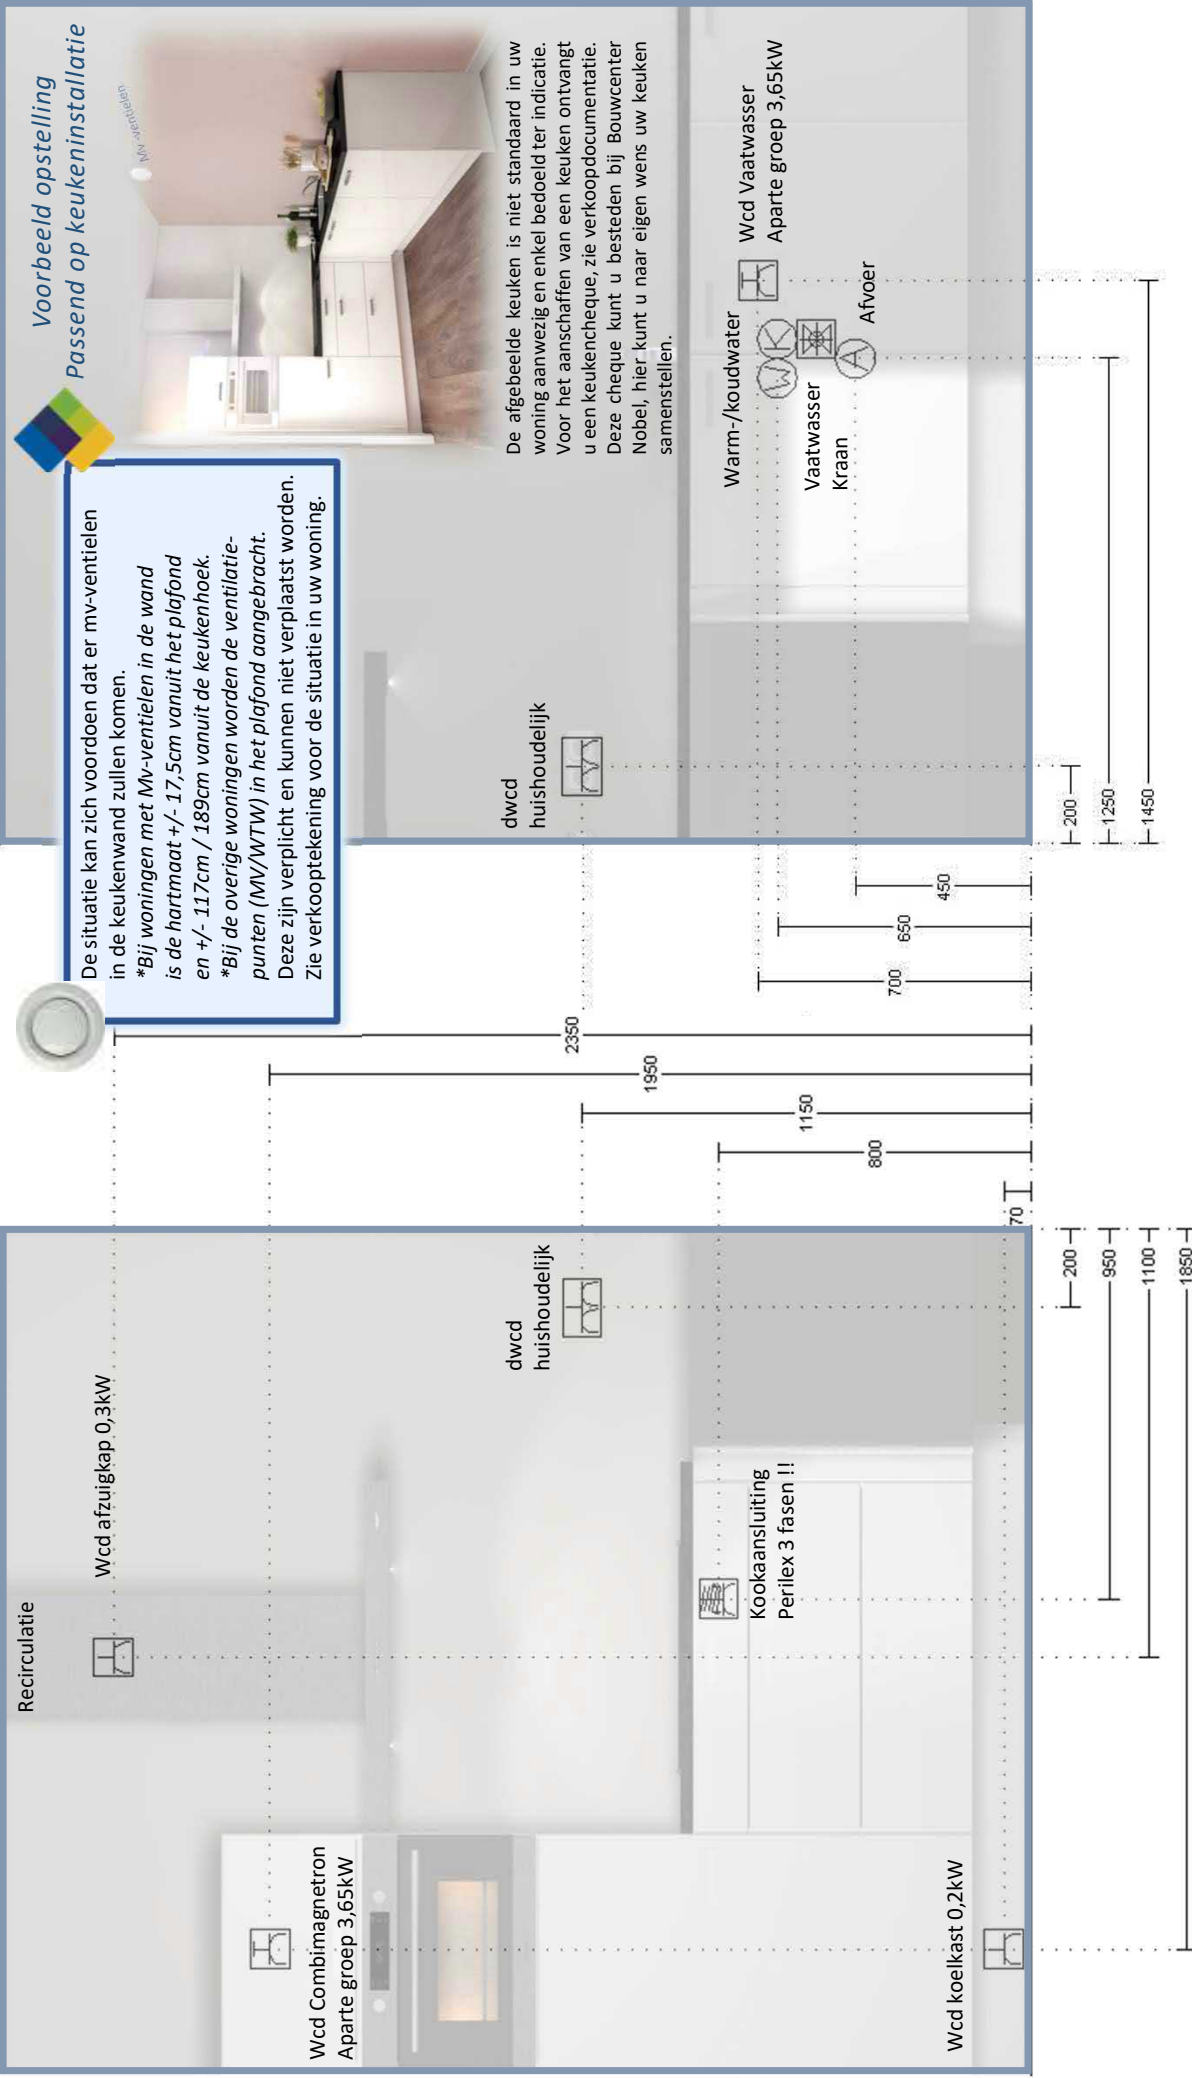 Voorbeeld opstelling
Passend op keukeninstallatie
Mv-ventielen
De situatie kan zich voordoen dat er mv-ventielen
in de keukenwand zullen komen.
*Bij woningen met Mv-ventielen in de wand
is de hartmaat +/- 17,5cm vanuit het plafond
en +/- 117cm / 189cm vanuit de keukenhoek.
*Bij de overige woningen worden de ventilatie-
punten (MV/WTW) in het plafond aangebracht.
Deze zijn verplicht en kunnen niet verplaatst worden.
Zie verkooptekening voor de situatie in uw woning.
De afgebeelde keuken is niet standaard in uw
woning aanwezig en enkel bedoeld ter indicatie.
Voor het aanschaffen van een keuken ontvangt
u een keukencheque, zie verkoopdocumentatie.
Deze cheque kunt u besteden bij Bouwcenter
Nobel, hier kunt u naar eigen wens uw keuken
samenstellen.
Recirculatie
Wcd afzuigkap 0,3kW
Wcd Combimagnetron
Aparte groep 3,65kW
dwcd
huishoudelijk
Kookaansluiting
Perilex 3 fasen !!
Wcd koelkast 0,2kW
2350
1950
1150
800
70
200
950
1100
1850
dwcd
huishoudelijk
Warm-/koudwater
Wcd Vaatwasser
Aparte groep 3,65kW
W
K
A
Vaatwasser
Kraan
Afvoer
700
650
450
200
1250
1450